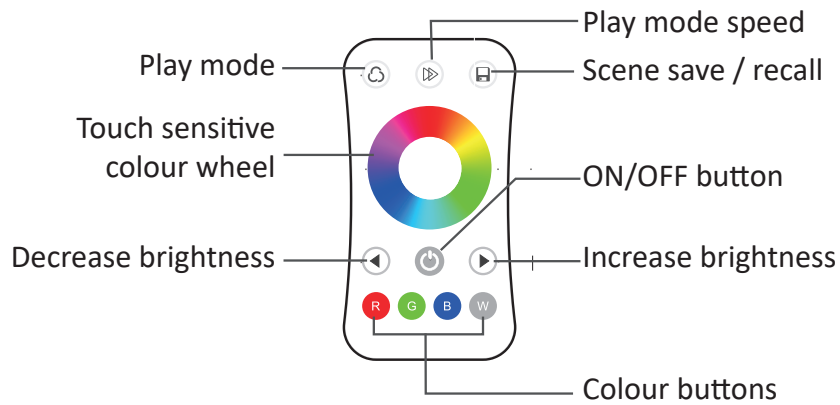 Play mode speed
Play mode
Scene save / recall
Touch sensitive
colour wheel
ON/OFF button
Decrease brightness
Increase brightness
R G B W
Colour buttons